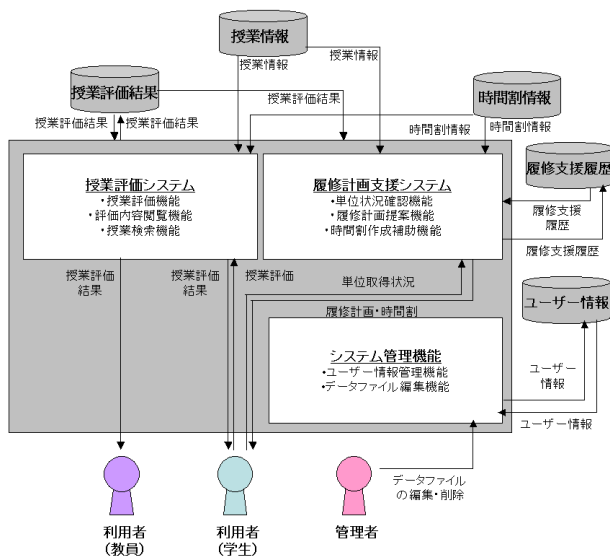 授業情報
授業情報
授業情報
授業評価結果
授業評価結果
授業評価結果
授業評価結果
時間割情報
時間割情報
時間割情報
授業評価システム
・授業評価機能
・評価内容閲覧機能
・授業検索機能
履修計画支援システム
・単位状況確認機能
・履修計画提案機能
・時間割作成補助機能
履修支援履歴
履修支援
履歴
履修支援履歴
授業評価
結果
授業評価
結果
授業評価
単位取得状況
履修計画・時間割
ユーザー情報
システム管理機能
・ユーザー情報管理機能
・データファイル編集機能
ユーザー
情報
ユーザー情報
データファイル
の編集・削除
利用者
(教員)
利用者
(学生)
管理者